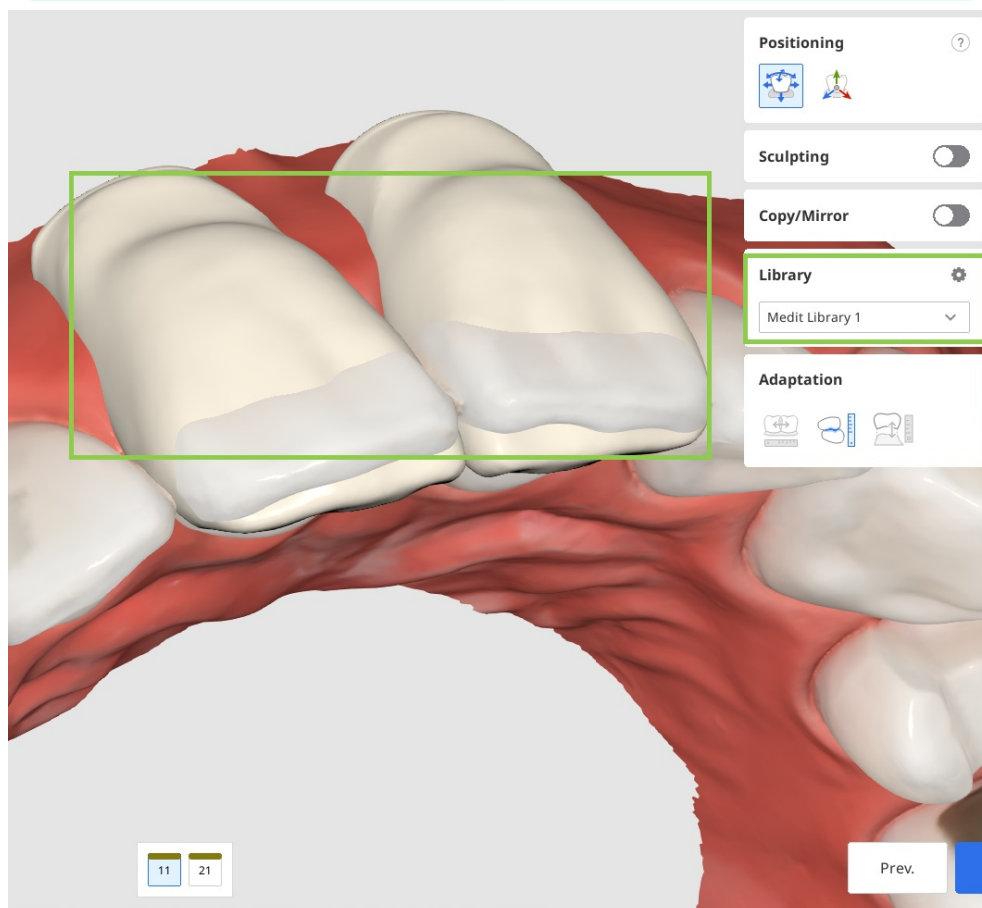 Positioning
?
Sculpting
Copy/Mirror
Library
Medit Library 1
Adaptation
11
21
Prev.